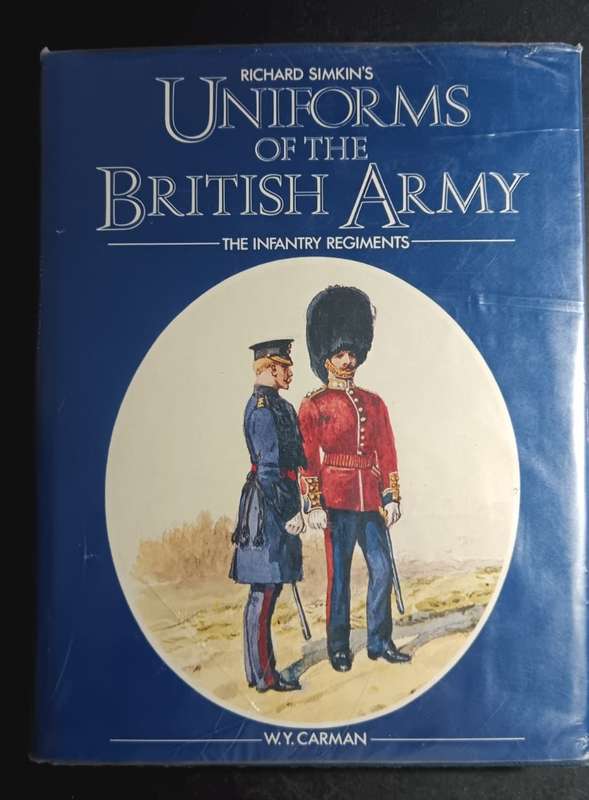 RICHARD SIMKIN'S
UNIFORMS
OF THE
BRITISH ARMY
THE INFANTRY REGIMENTS
W.Y. CARMAN